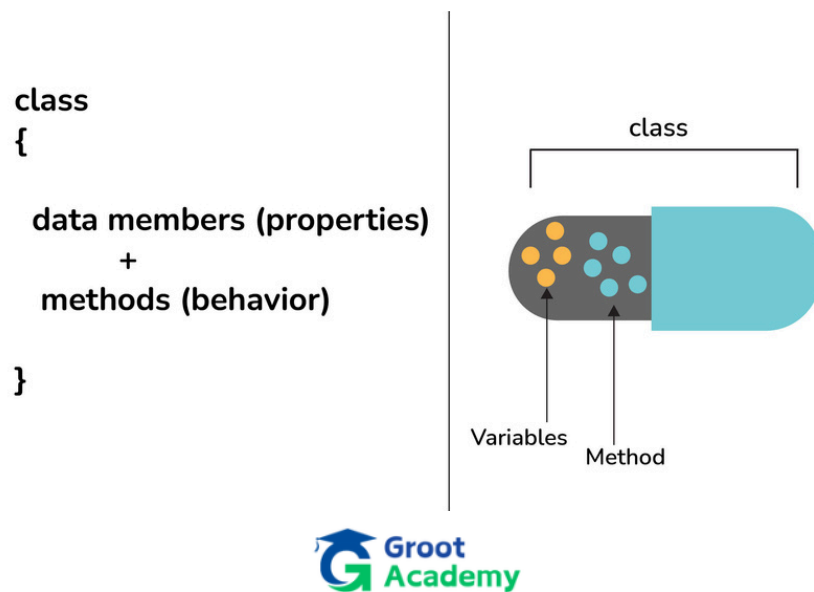 class
{
data members (properties)
+
methods (behavior)
}
class
Variables
Method
Groot
Academy